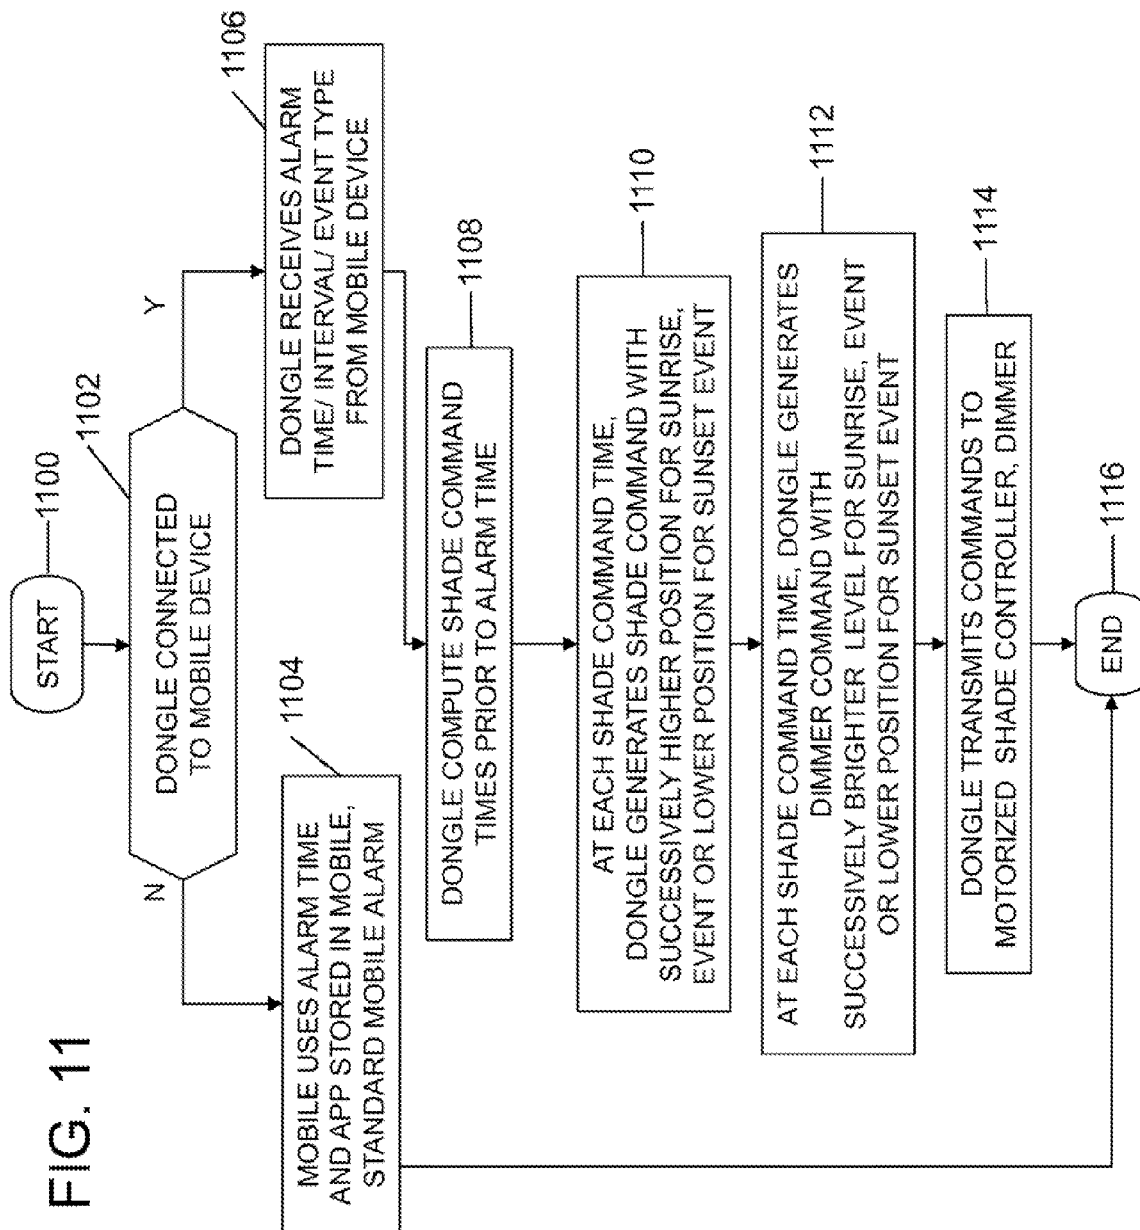 FIG. 11
START
1100
DONGLE CONNECTED
TO MOBILE DEVICE
1102
N
Y
MOBILE USES ALARM TIME
AND APP STORED IN MOBILE,
STANDARD MOBILE ALARM
1104
DONGLE RECEIVES ALARM
TIME/ INTERVAL/ EVENT TYPE
FROM MOBILE DEVICE
1106
DONGLE COMPUTE SHADE COMMAND
TIMES PRIOR TO ALARM TIME
1108
AT EACH SHADE COMMAND TIME,
DONGLE GENERATES SHADE COMMAND WITH
SUCCESSIVELY HIGHER POSITION FOR SUNRISE,
EVENT OR LOWER POSITION FOR SUNSET EVENT
1110
AT EACH SHADE COMMAND TIME, DONGLE GENERATES
DIMMER COMMAND WITH
SUCCESSIVELY BRIGHTER LEVEL FOR SUNRISE, EVENT
OR LOWER POSITION FOR SUNSET EVENT
1112
DONGLE TRANSMITS COMMANDS TO
MOTORIZED SHADE CONTROLLER, DIMMER
1114
END
1116